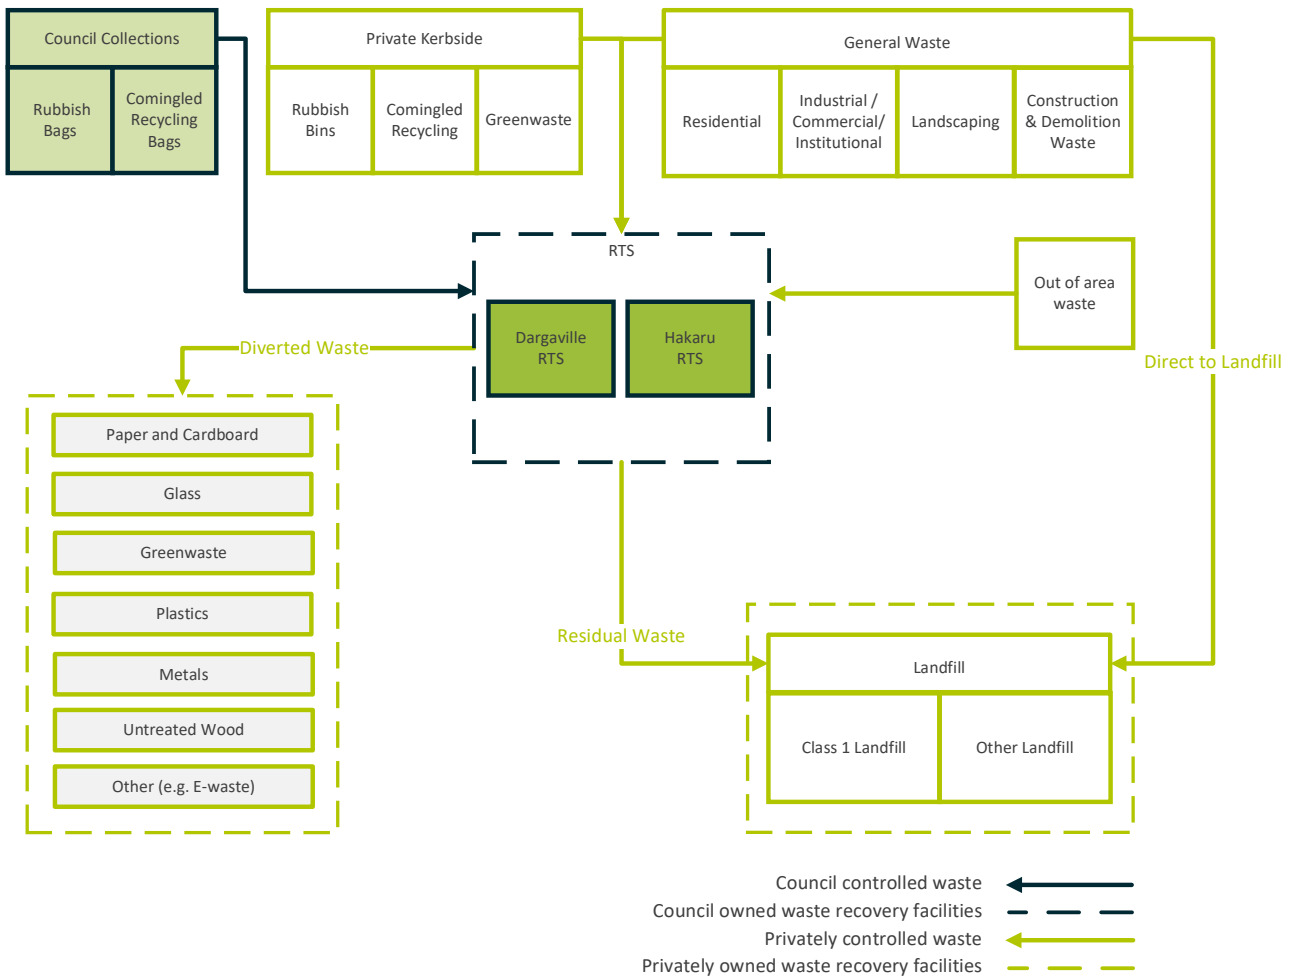 Council Collections
Rubbish
Bags
Comingled
Recycling
Bags
Private Kerbside
Rubbish
Bins
Comingled
Recycling
Greenwaste
General Waste
Residential
Industrial /
Commercial/
Institutional
Landscaping
Construction
& Demolition
Waste
RTS
Dargaville
RTS
Hakaru
RTS
Out of area
waste
Diverted Waste
Direct to Landfill
Paper and Cardboard
Glass
Greenwaste
Plastics
Metals
Untreated Wood
Other (e.g. E-waste)
Residual Waste
Landfill
Class 1 Landfill
Other Landfill
Council controlled waste
Council owned waste recovery facilities
Privately controlled waste
Privately owned waste recovery facilities